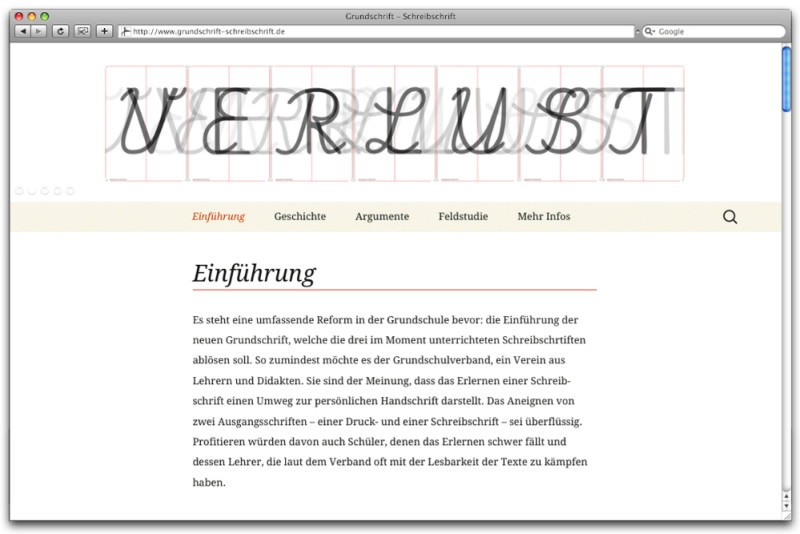 Grundschrift – Schreibschrift
http://www.grundschrift-schreibschrift.de
Google
VERLUST
Einführung Geschichte Argumente Feldstudie Mehr Infos
Einführung
Es steht eine umfassende Reform in der Grundschule bevor: die Einführung der
neuen Grundschrift, welche die drei im Moment unterrichteten Schreibschrtiften
ablösen soll. So zumindest möchte es der Grundschulverband, ein Verein aus
Lehrern und Didakten. Sie sind der Meinung, dass das Erlernen einer Schreib-
schrift einen Umweg zur persönlichen Handschrift darstellt. Das Aneignen von
zwei Ausgangsschriften – einer Druck- und einer Schreibschrift – sei überflüssig.
Profitieren würden davon auch Schüler, denen das Erlernen schwer fällt und
dessen Lehrer, die laut dem Verband oft mit der Lesbarkeit der Texte zu kämpfen
haben.